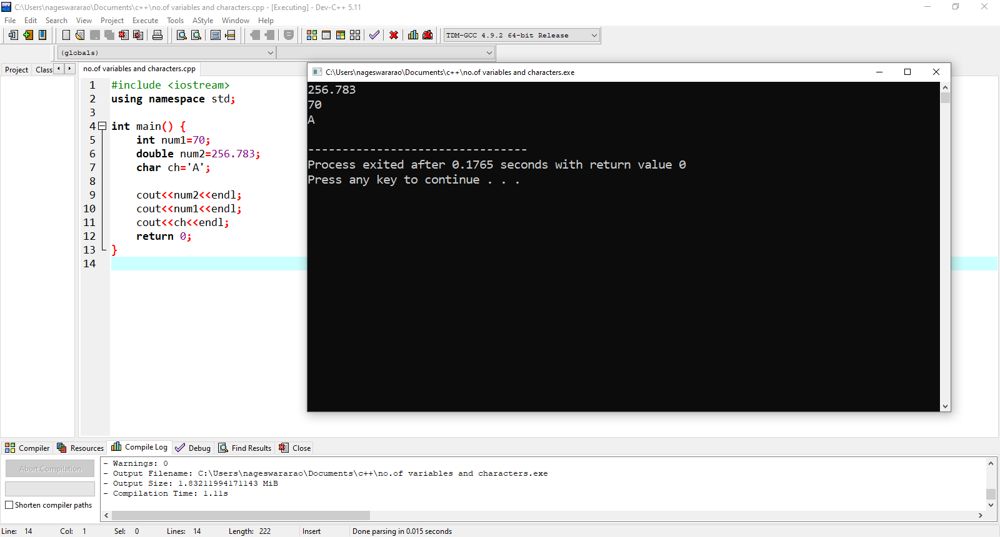 C:\Users\nageswararao\Documents\c++\no.of variables and characters.cpp - [Executing] - Dev-C++ 5.11
File Edit Search View Project Execute Tools AStyle Window Help
TDM-GCC 4.9.2 64-bit Release
(globals)
Project Class
no.of variables and characters.cpp
1 #include <iostream>
2 using namespace std;
3
4 int main() {
5 int num1=70;
6 double num2=256.783;
7 char ch='A';
8
9 cout<<num2<<endl;
10 cout<<num1<<endl;
11 cout<<ch<<endl;
12 return 0;
13 }
14
C:\Users\nageswararao\Documents\c++\no.of variables and characters.exe
256.783
70
A
--------------------------------
Process exited after 0.1765 seconds with return value 0
Press any key to continue . . .
Compiler Resources Compile Log Debug Find Results Close
Abort Compilation
Shorten compiler paths
- Warnings: 0
- Output Filename: C:\Users\nageswararao\Documents\c++\no.of variables and characters.exe
- Output Size: 1.83211994171143 MiB
- Compilation Time: 1.11s
Line: 14 Col: 1 Sel: 0 Lines: 14 Length: 222 Insert Done parsing in 0.015 seconds